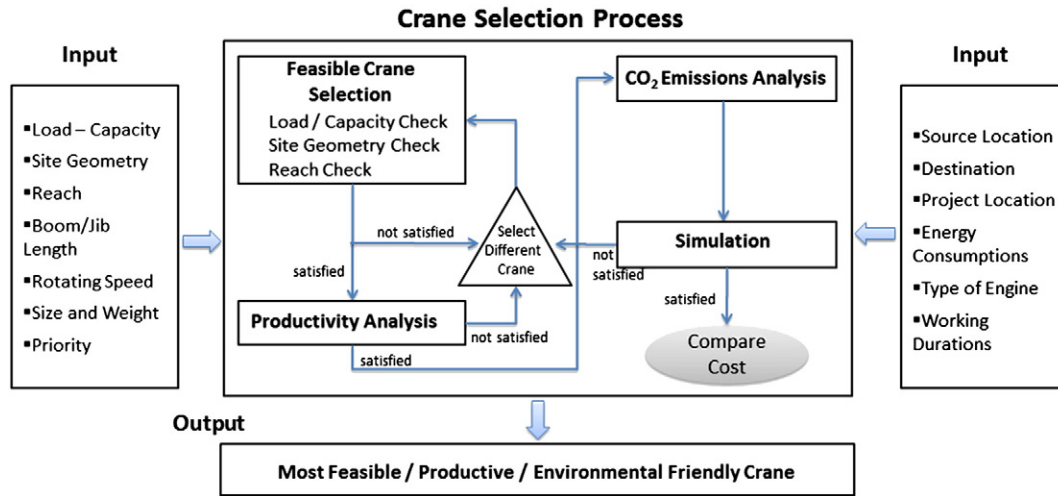 Crane Selection Process
Input
▪Load – Capacity
▪Site Geometry
▪Reach
▪Boom/Jib
Length
▪Rotating Speed
▪Size and Weight
▪Priority
Feasible Crane
Selection
Load / Capacity Check
Site Geometry Check
Reach Check
not satisfied
satisfied
Select
Different
Crane
Productivity Analysis
not satisfied
satisfied
CO₂ Emissions Analysis
Simulation
not
satisfied
satisfied
Compare
Cost
Input
▪Source Location
▪Destination
▪Project Location
▪Energy
Consumptions
▪Type of Engine
▪Working
Durations
Output
Most Feasible / Productive / Environmental Friendly Crane